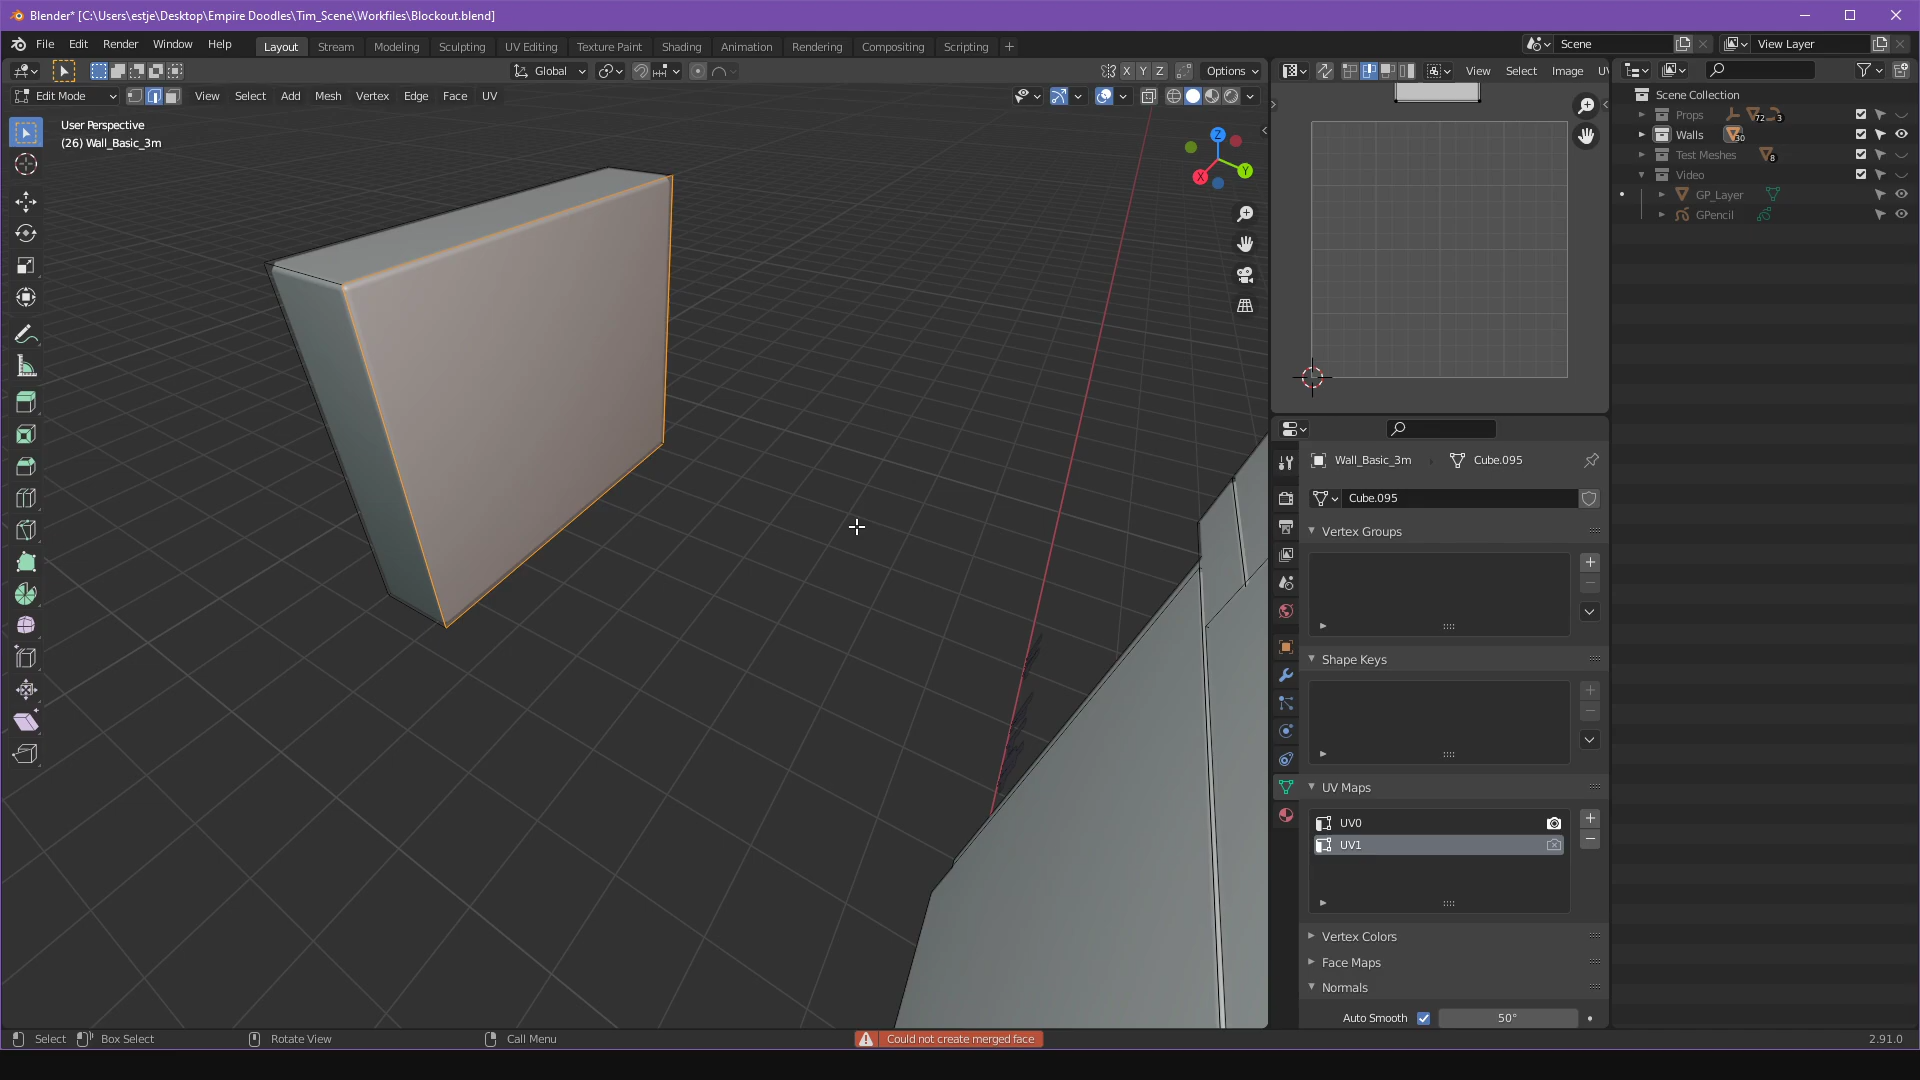 Blender* [C:\Users\estje\Desktop\Empire Doodles\Tim_Scene\Workfiles\Blockout.blend]
File Edit Render Window Help Layout Stream Modeling Sculpting UV Editing Texture Paint Shading Animation Rendering Compositing Scripting + Scene View Layer
Global X Y Z Options View Select Image UV
Edit Mode View Select Add Mesh Vertex Edge Face UV
User Perspective
(26) Wall_Basic_3m
Z
Y
X
Scene Collection
Props 72 3
Walls 30
Test Meshes 8
Video
GP_Layer
GPencil
Wall_Basic_3m Cube.095
Cube.095
Vertex Groups
Shape Keys
UV Maps
UV0
UV1
Vertex Colors
Face Maps
Normals
Auto Smooth 50°
Select Box Select Rotate View Call Menu Could not create merged face 2.91.0